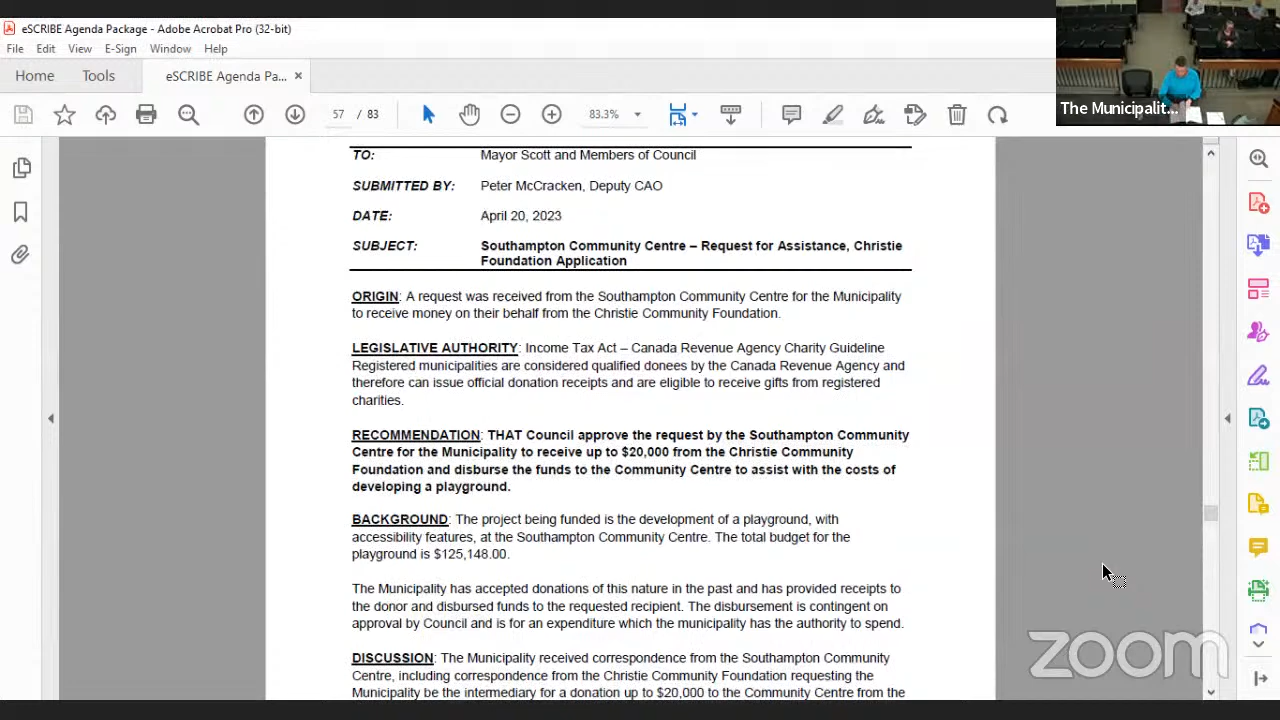 eSCRIBE Agenda Package - Adobe Acrobat Pro (32-bit)
File Edit View E-Sign Window Help
Home Tools eSCRIBE Agenda Pa... ×
57 / 83 83.3%
The Municipalit...
TO: Mayor Scott and Members of Council
SUBMITTED BY: Peter McCracken, Deputy CAO
DATE: April 20, 2023
SUBJECT: Southampton Community Centre – Request for Assistance, Christie
Foundation Application
ORIGIN: A request was received from the Southampton Community Centre for the Municipality
to receive money on their behalf from the Christie Community Foundation.
LEGISLATIVE AUTHORITY: Income Tax Act – Canada Revenue Agency Charity Guideline
Registered municipalities are considered qualified donees by the Canada Revenue Agency and
therefore can issue official donation receipts and are eligible to receive gifts from registered
charities.
RECOMMENDATION: THAT Council approve the request by the Southampton Community
Centre for the Municipality to receive up to $20,000 from the Christie Community
Foundation and disburse the funds to the Community Centre to assist with the costs of
developing a playground.
BACKGROUND: The project being funded is the development of a playground, with
accessibility features, at the Southampton Community Centre. The total budget for the
playground is $125,148.00.
The Municipality has accepted donations of this nature in the past and has provided receipts to
the donor and disbursed funds to the requested recipient. The disbursement is contingent on
approval by Council and is for an expenditure which the municipality has the authority to spend.
DISCUSSION: The Municipality received correspondence from the Southampton Community
Centre, including correspondence from the Christie Community Foundation requesting the
Municipality be the intermediary for a donation up to $20,000 to the Community Centre from the
zoom